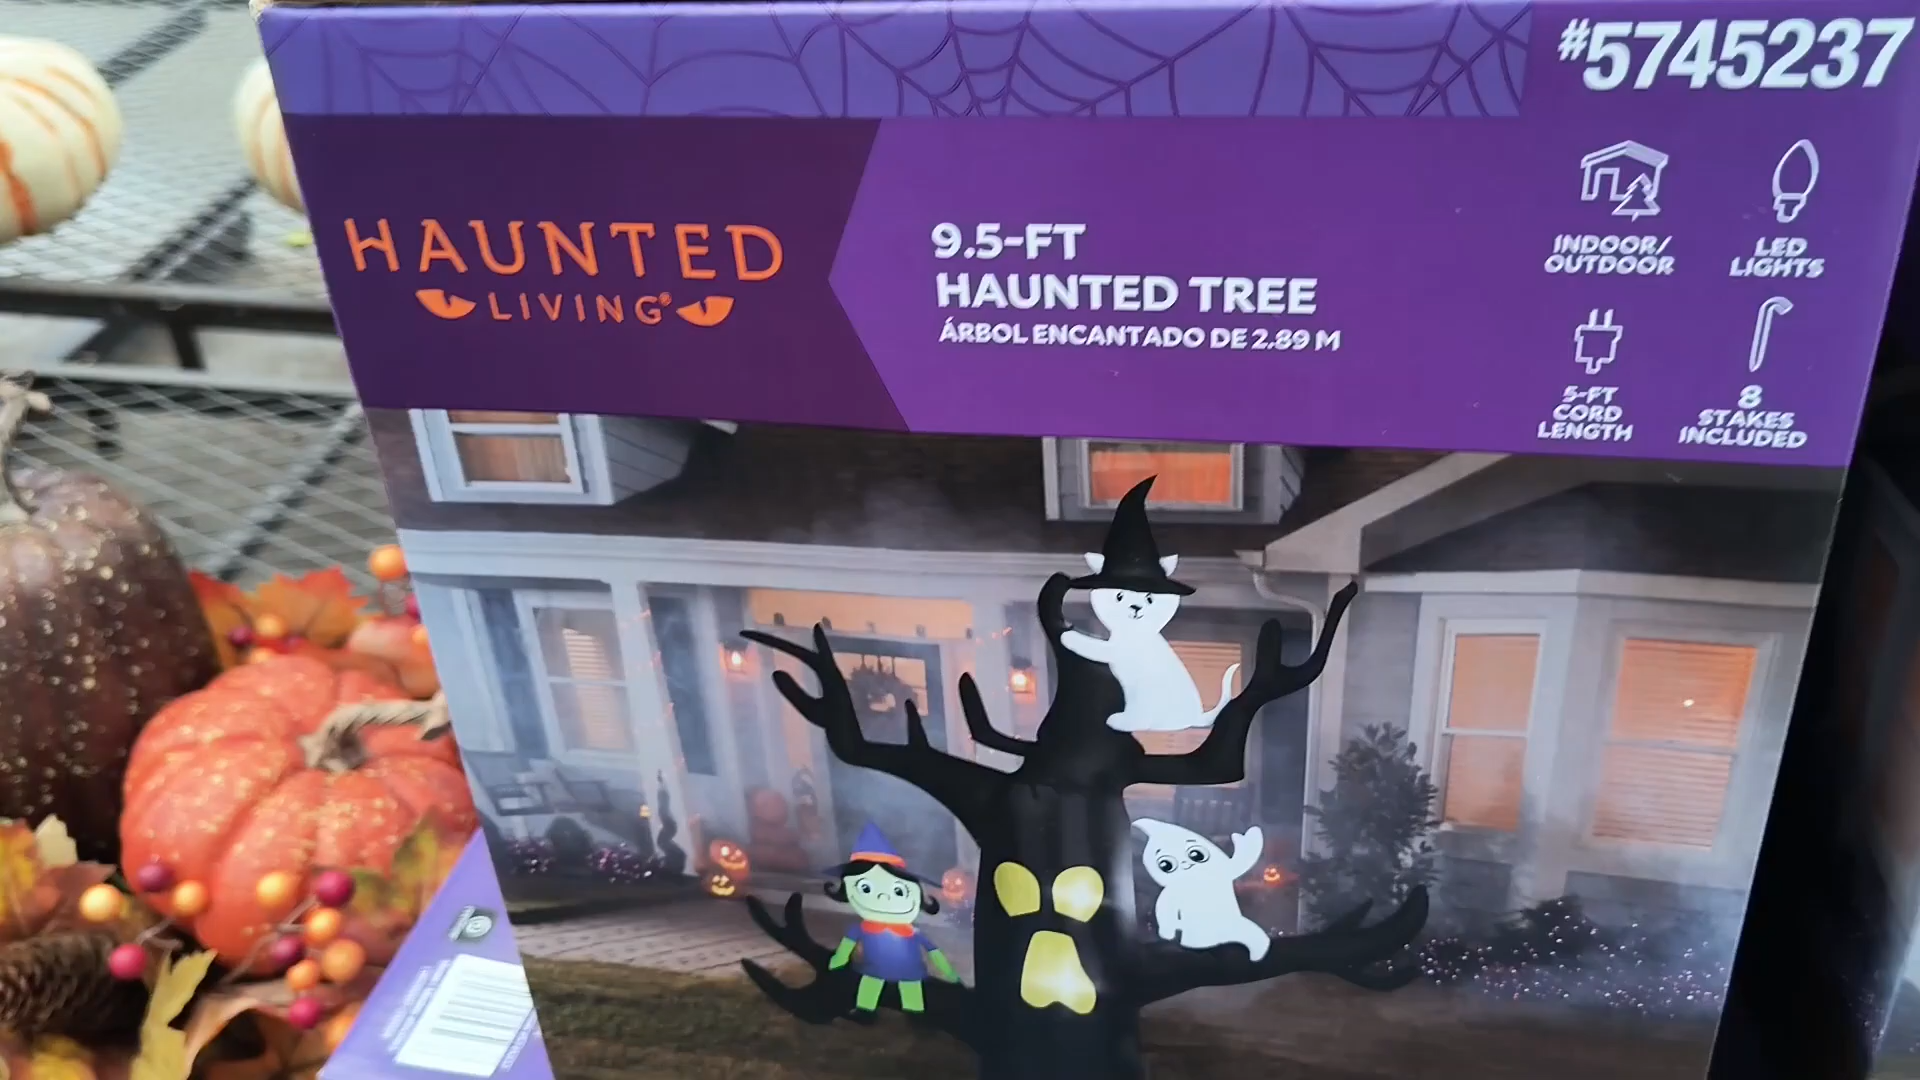 #5745237
HAUNTED
LIVING®
9.5-FT
HAUNTED TREE
ÁRBOL ENCANTADO DE 2.89 M
INDOOR/
OUTDOOR
LED
LIGHTS
5-FT
CORD
LENGTH
8
STAKES
INCLUDED